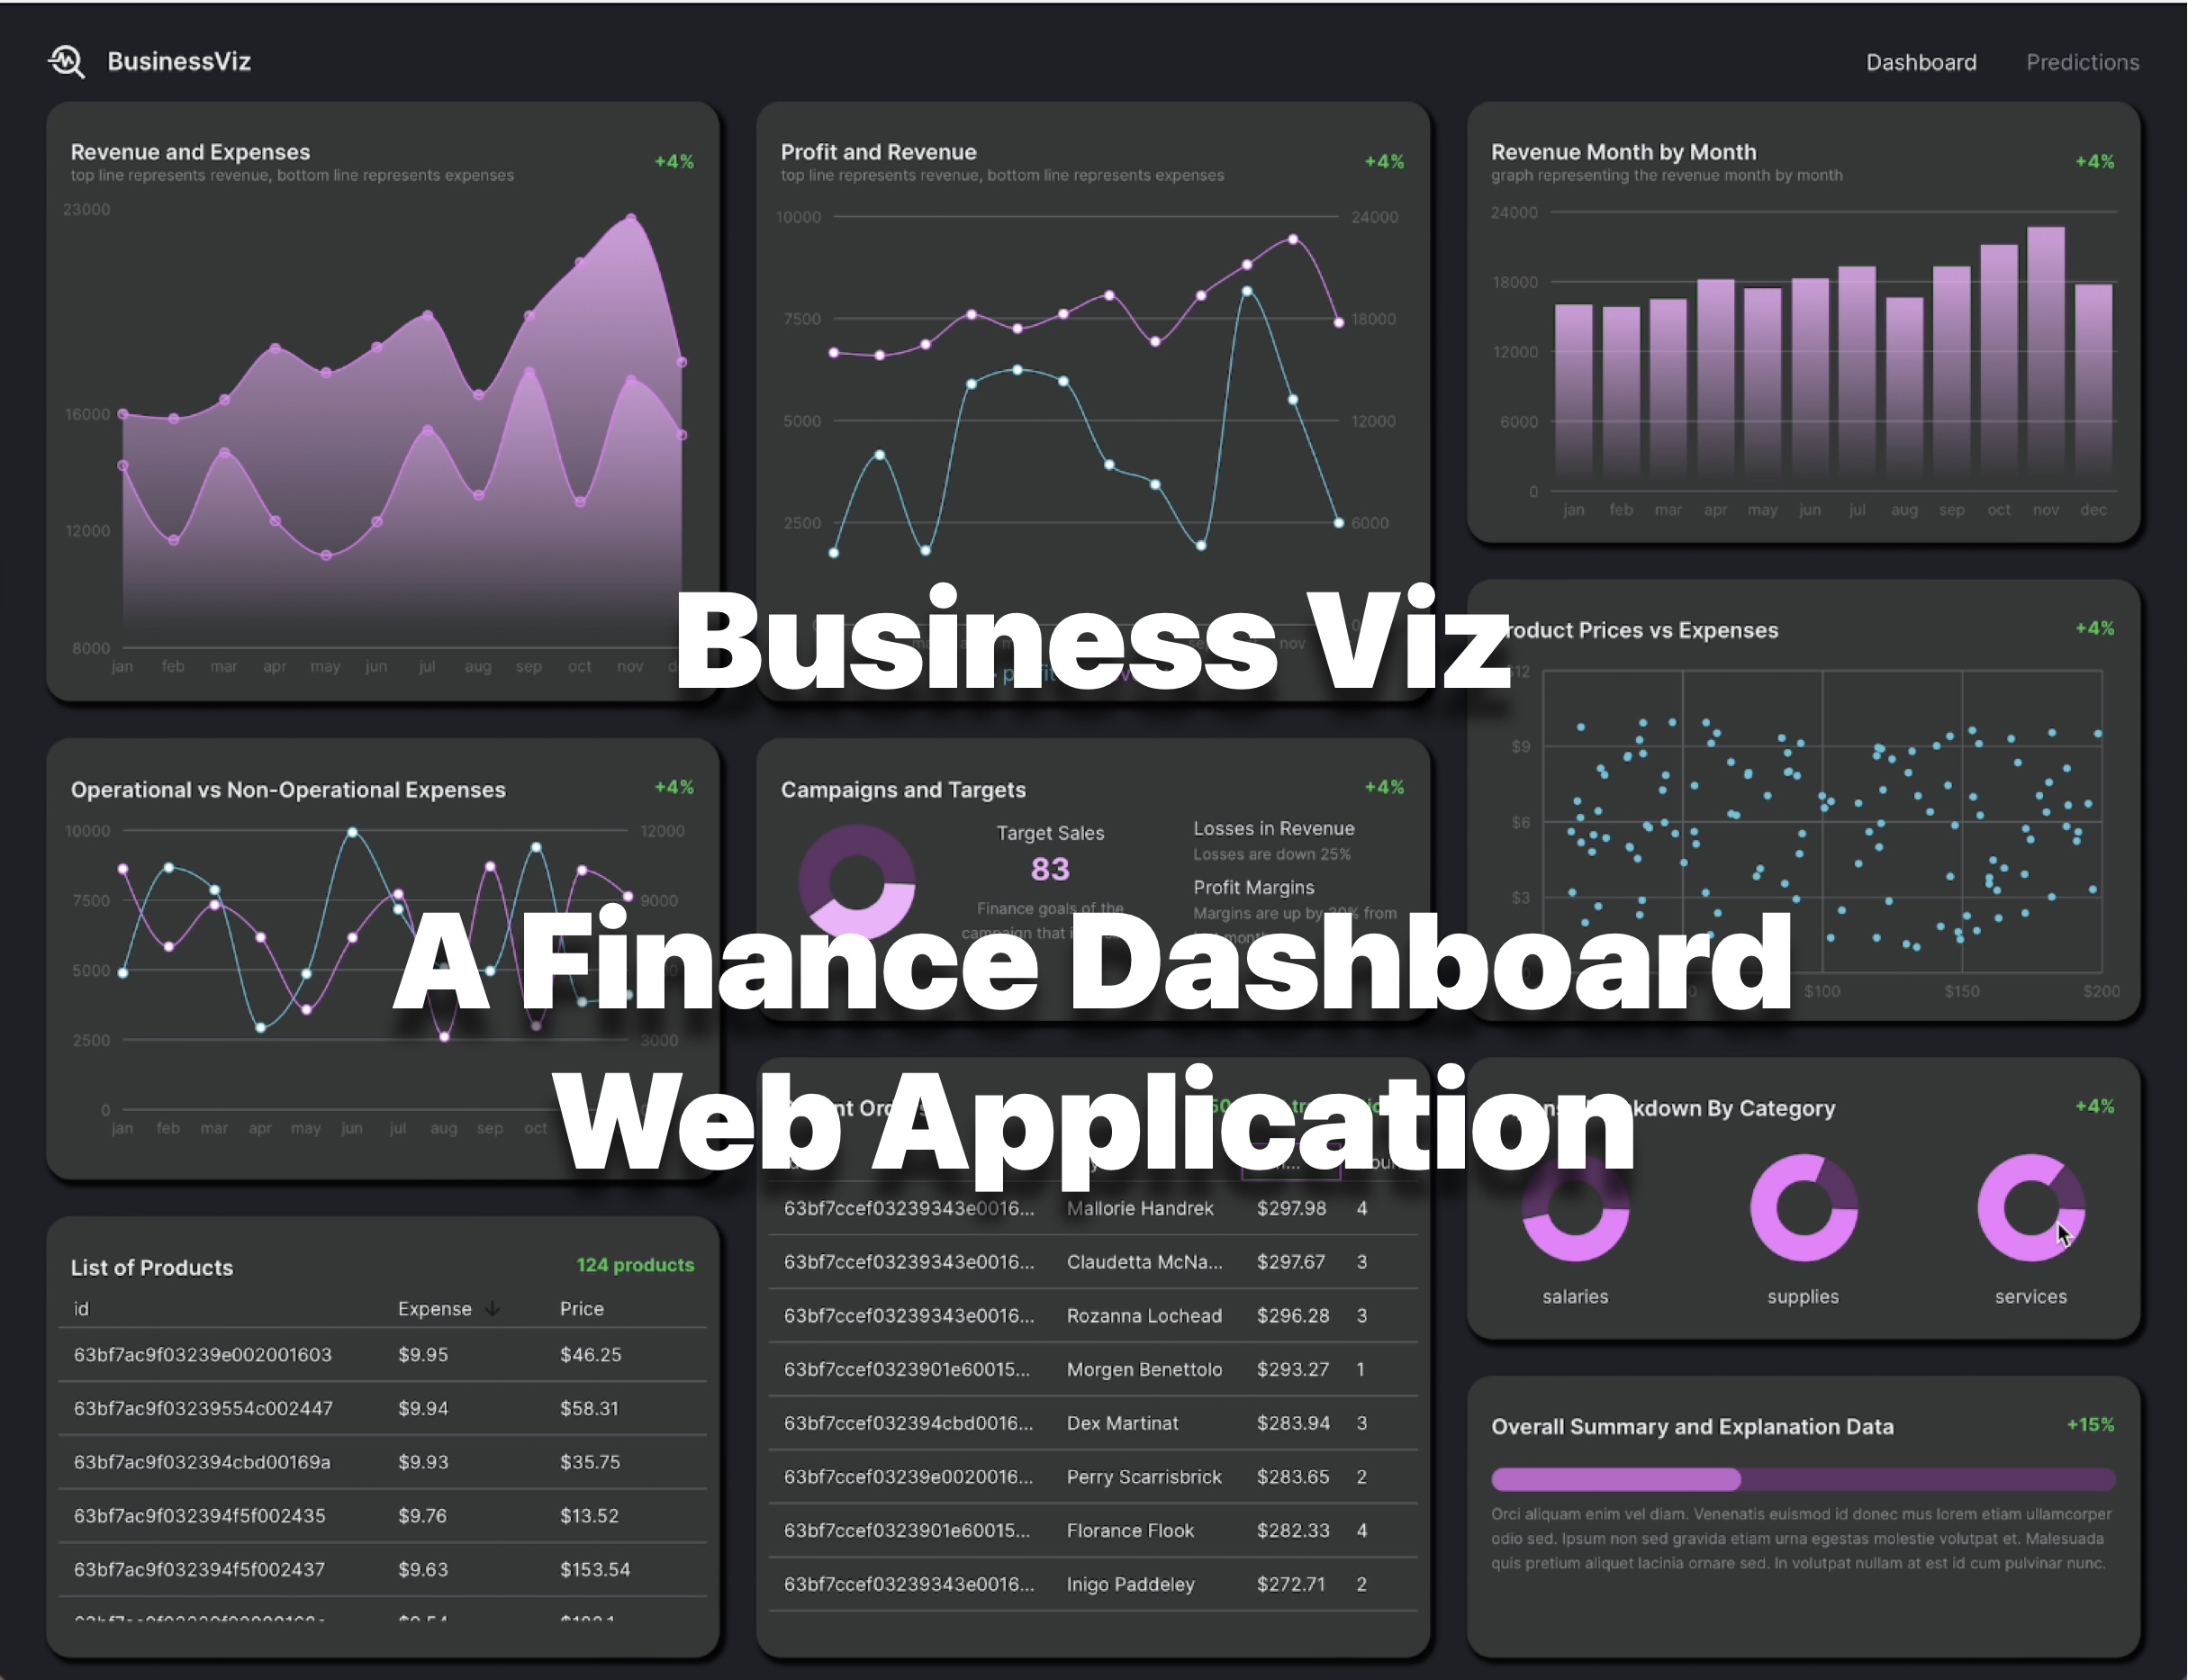 BusinessViz
Dashboard
Predictions
Revenue and Expenses
+4%
top line represents revenue, bottom line represents expenses
23000
16000
12000
8000
jan feb mar apr may jun jul aug sep oct nov
Profit and Revenue
+4%
top line represents revenue, bottom line represents expenses
10000 24000
7500 18000
5000 12000
2500 6000
nov
Revenue Month by Month
+4%
graph representing the revenue month by month
24000
18000
12000
6000
0
jan feb mar apr may jun jul aug sep oct nov dec
Business Viz
Prices vs Expenses
+4%
$9
$6
$3
$100 $150 $200
Operational vs Non-Operational Expenses
+4%
10000 12000
7500 9000
5000
2500 3000
0
jan feb mar apr may jun jul aug sep oct
Campaigns and Targets
+4%
Target Sales
83
Finance goals of the
campaign that
Losses in Revenue
Losses are down 25%
Profit Margins
Margins are up by from
A Finance Dashboard
Web Application
By Category
+4%
salaries supplies services
List of Products
124 products
id Expense Price
63bf7ac9f03239e002001603 $9.95 $46.25
63bf7ac9f03239554c002447 $9.94 $58.31
63bf7ac9f032394cbd00169a $9.93 $35.75
63bf7ac9f032394f5f002435 $9.76 $13.52
63bf7ac9f032394f5f002437 $9.63 $153.54
63bf7ccef03239343e0016... Mallorie Handrek $297.98 4
63bf7ccef03239343e0016... Claudetta McNa... $297.67 3
63bf7ccef03239343e0016... Rozanna Lochead $296.28 3
63bf7ccef0323901e60015... Morgen Benettolo $293.27 1
63bf7ccef032394cbd0016... Dex Martinat $283.94 3
63bf7ccef03239e0020016... Perry Scarrisbrick $283.65 2
63bf7ccef0323901e60015... Florance Flook $282.33 4
63bf7ccef03239343e0016... Inigo Paddeley $272.71 2
Overall Summary and Explanation Data
+15%
Orci aliquam enim vel diam. Venenatis euismod id donec mus lorem etiam ullamcorper
odio sed. Ipsum non sed gravida etiam urna egestas molestie volutpat et. Malesuada
quis pretium aliquet lacinia ornare sed. In volutpat nullam at est id cum pulvinar nunc.